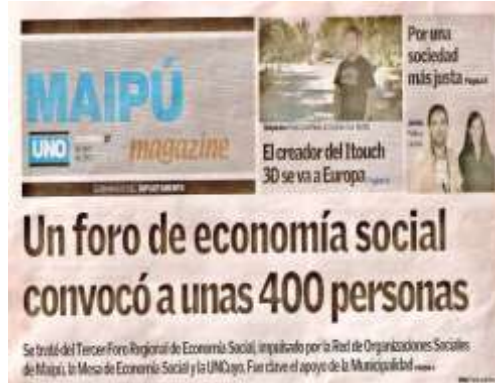 MAIPÚ
UNO
magazine
El creador del Itouch
30 se va a Europa
Por una
sociedad
más justa
Un foro de economía social
convocó a unas 400 personas
Se trató del Tercer Foro Regional de Economía Social, impulsado por la Red de Organizaciones Sociales
de Maipú, la Mesa de Economía Social y la UNCuyo. Fue clave el apoyo de la Municipalidad